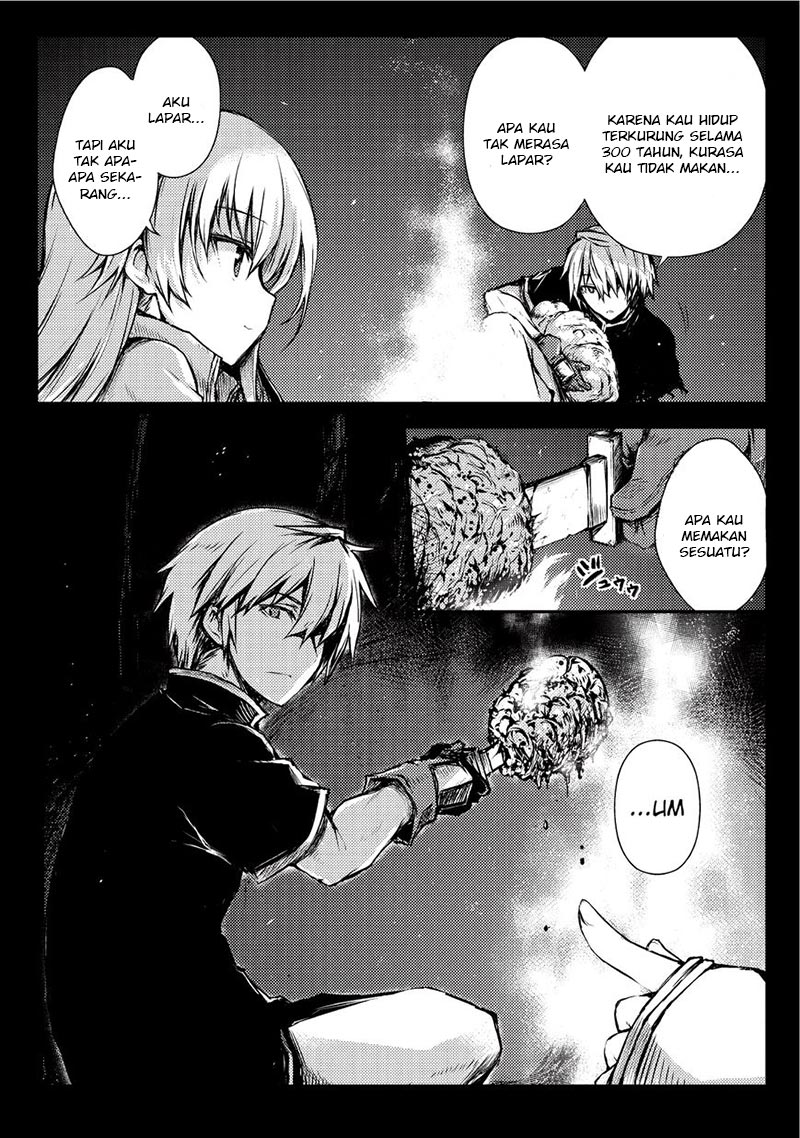 KARENA KAU HIDUP
TERKURUNG SELAMA
300 TAHUN, KURASA
KAU TIDAK MAKAN...
APA KAU
TAK MERASA
LAPAR?
AKU
LAPAR...
TAPI AKU
TAK APA-
APA SEKA-
RANG...
APA KAU
MEMAKAN
SESUATU?
...UM